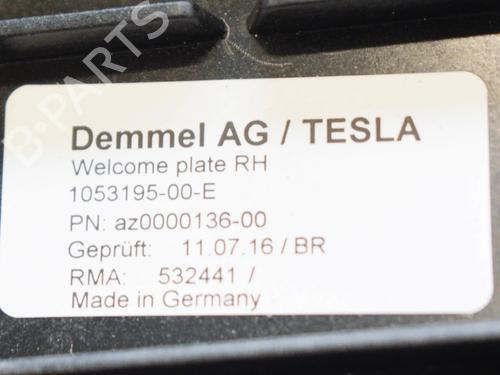 Demmel AG / TESLA
Welcome plate RH
1053195-00-E
PN: az0000136-00
Geprüft: 11.07.16 / BR
RMA: 532441 /
Made in Germany
B-PARTS